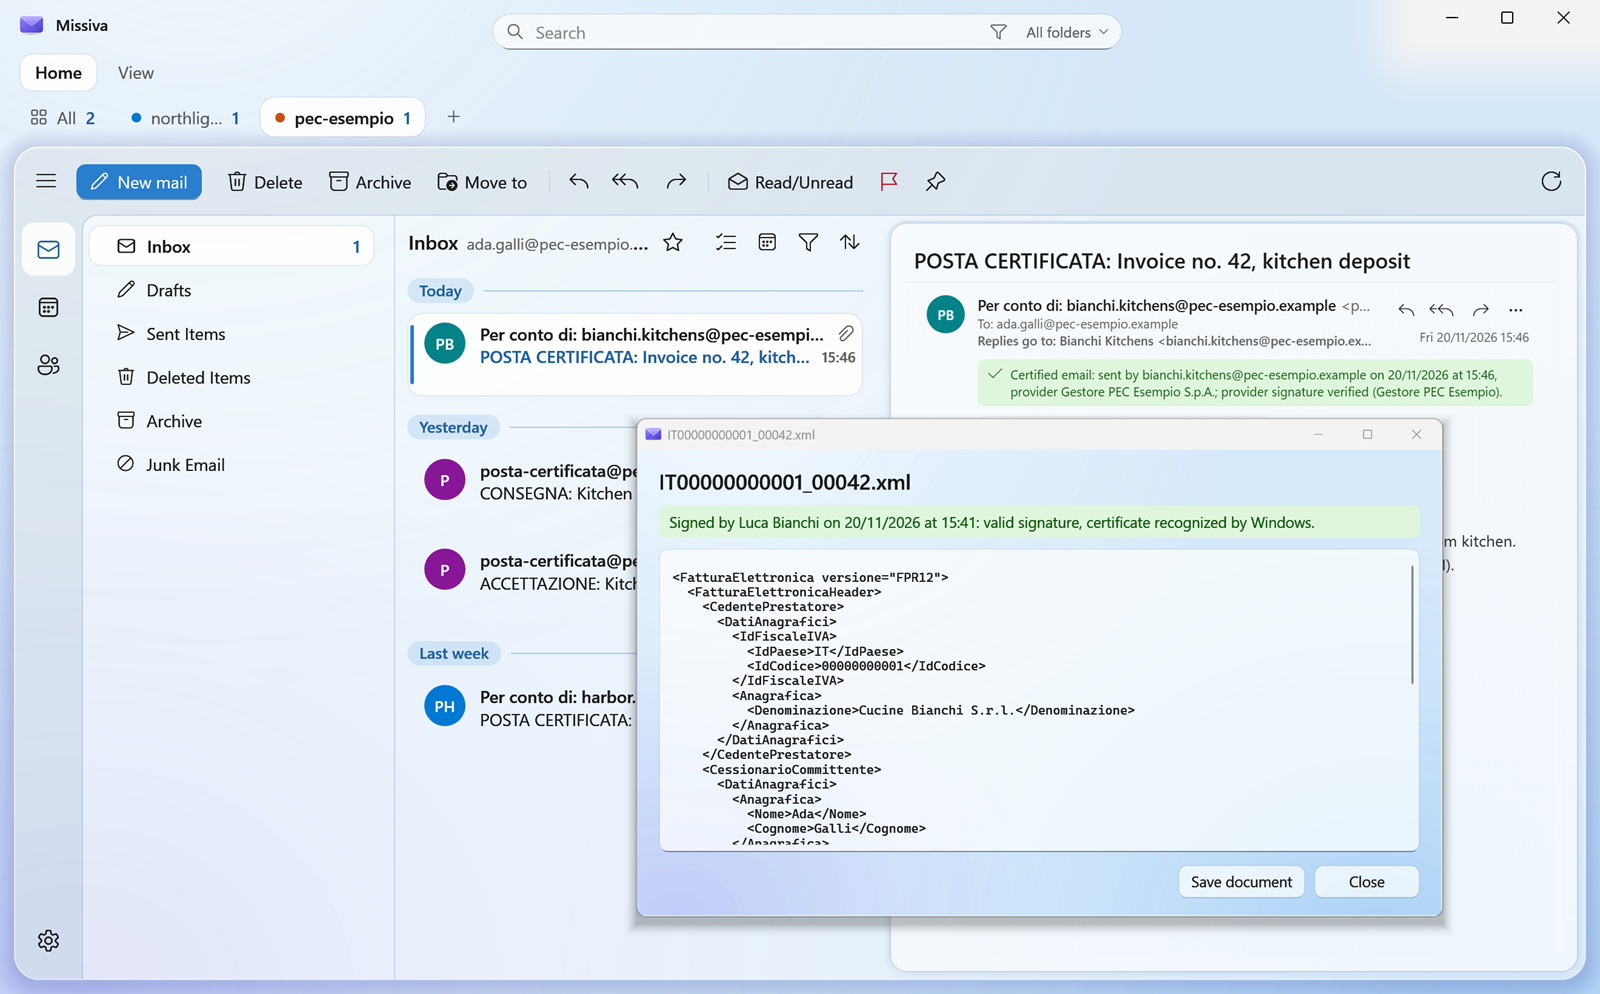 Missiva
Search
All folders
Home
View
All 2
northlig... 1
pec-esempio 1
New mail
Delete
Archive
Move to
Read/Unread
Inbox 1
Drafts
Sent Items
Deleted Items
Archive
Junk Email
Inbox ada.galli@pec-esempio....
Today
PB
Per conto di: bianchi.kitchens@pec-esempi...
POSTA CERTIFICATA: Invoice no. 42, kitch... 15:46
Yesterday
P
posta-certificata@pe
CONSEGNA: Kitchen
P
posta-certificata@pe
ACCETTAZIONE: Kitch
Last week
PH
Per conto di: harbor.
POSTA CERTIFICATA:
POSTA CERTIFICATA: Invoice no. 42, kitchen deposit
PB
Per conto di: bianchi.kitchens@pec-esempio.example <p...
To: ada.galli@pec-esempio.example
Replies go to: Bianchi Kitchens <bianchi.kitchens@pec-esempio.ex...
Fri 20/11/2026 15:46
Certified email: sent by bianchi.kitchens@pec-esempio.example on 20/11/2026 at 15:46,
provider Gestore PEC Esempio S.p.A.; provider signature verified (Gestore PEC Esempio).
m kitchen.
).
IT00000000001_00042.xml
IT00000000001_00042.xml
Signed by Luca Bianchi on 20/11/2026 at 15:41: valid signature, certificate recognized by Windows.
<FatturaElettronica versione="FPR12">
<FatturaElettronicaHeader>
<CedentePrestatore>
<DatiAnagrafici>
<IdFiscaleIVA>
<IdPaese>IT</IdPaese>
<IdCodice>00000000001</IdCodice>
</IdFiscaleIVA>
<Anagrafica>
<Denominazione>Cucine Bianchi S.r.l.</Denominazione>
</Anagrafica>
</DatiAnagrafici>
</CedentePrestatore>
<CessionarioCommittente>
<DatiAnagrafici>
<Anagrafica>
<Nome>Ada</Nome>
<Cognome>Galli</Cognome>
</Anagrafica>
Save document
Close